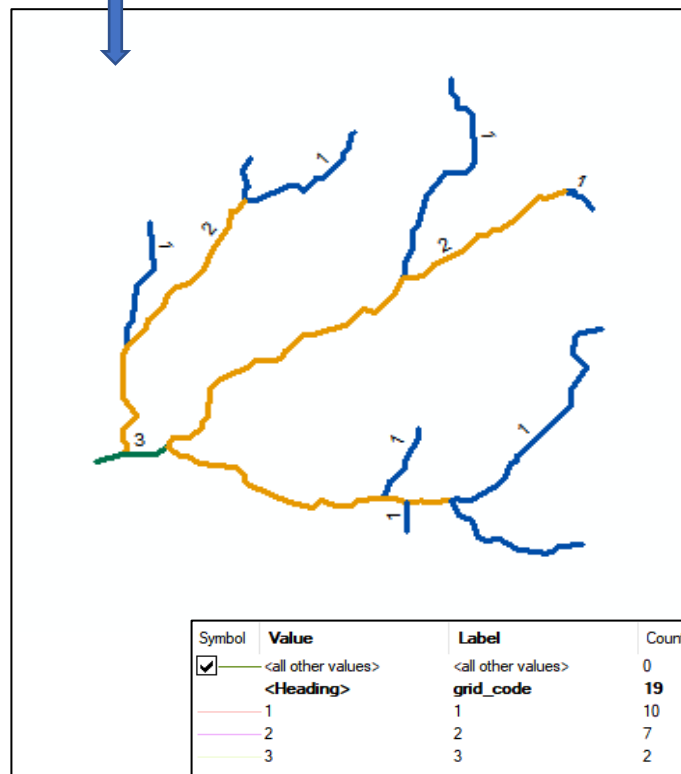 1
1
1
2
1
2
1
3
1
1
Symbol Value Label Coun
<all other values> <all other values> 0
<Heading> grid_code 19
1 1 10
2 2 7
3 3 2